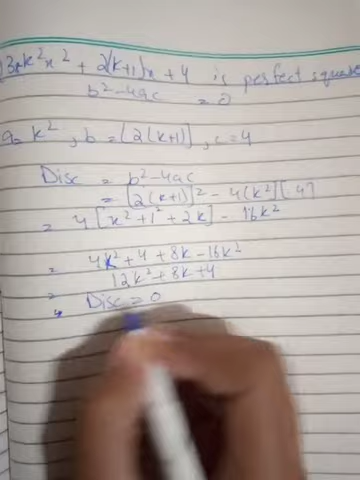 k²x² + 2(k+1)x + 4 is perfect square
b²-4ac = 0
a= k², b = [2(k+1)], c=4
Disc = b²-4ac
= [2(k+1)]² - 4(k²)(4)
= 4[x²+1²+2k] - 16k²
= 4k²+4+8k-16k²
= 12k²+8k+4
Disc = 0